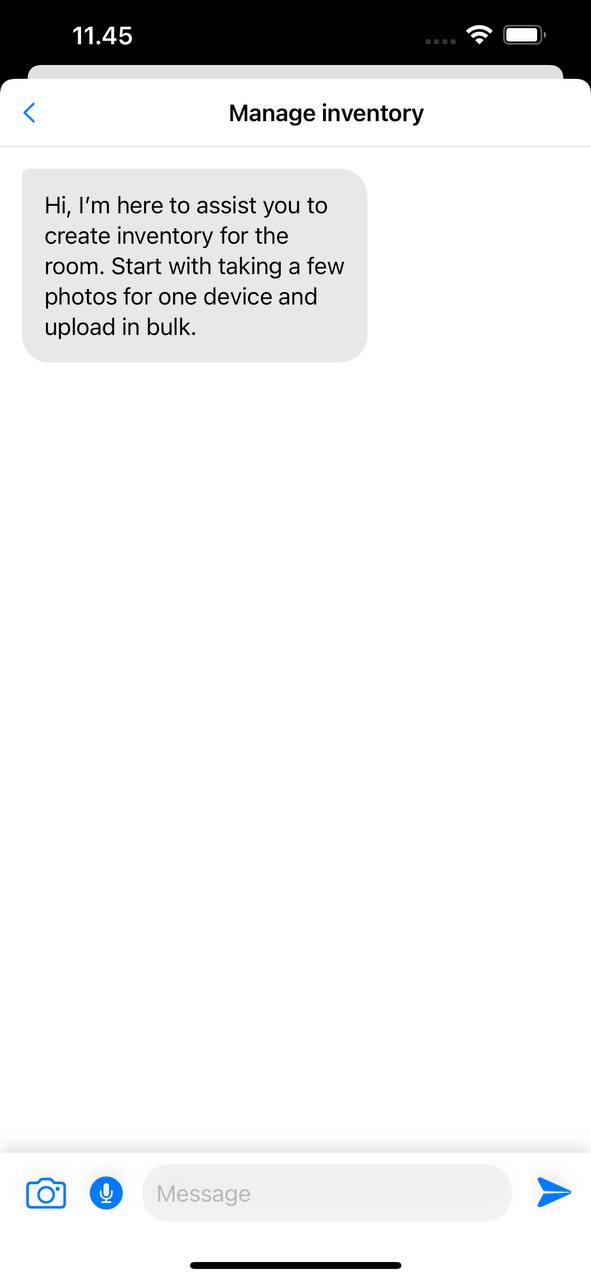 11.45
Manage inventory
Hi, I’m here to assist you to
create inventory for the
room. Start with taking a few
photos for one device and
upload in bulk.
Message